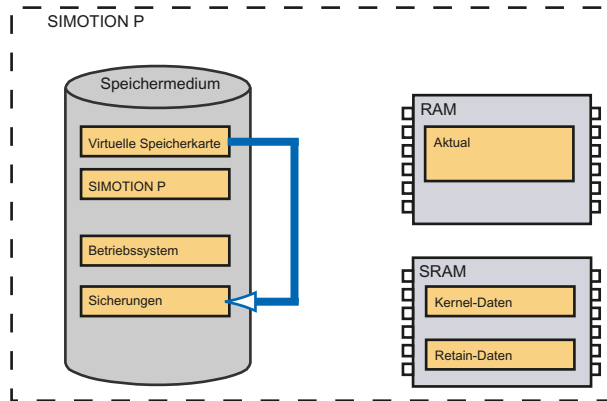 SIMOTION P
Speichermedium
Virtuelle Speicherkarte
SIMOTION P
Betriebssystem
Sicherungen
RAM
Aktual
SRAM
Kernel-Daten
Retain-Daten